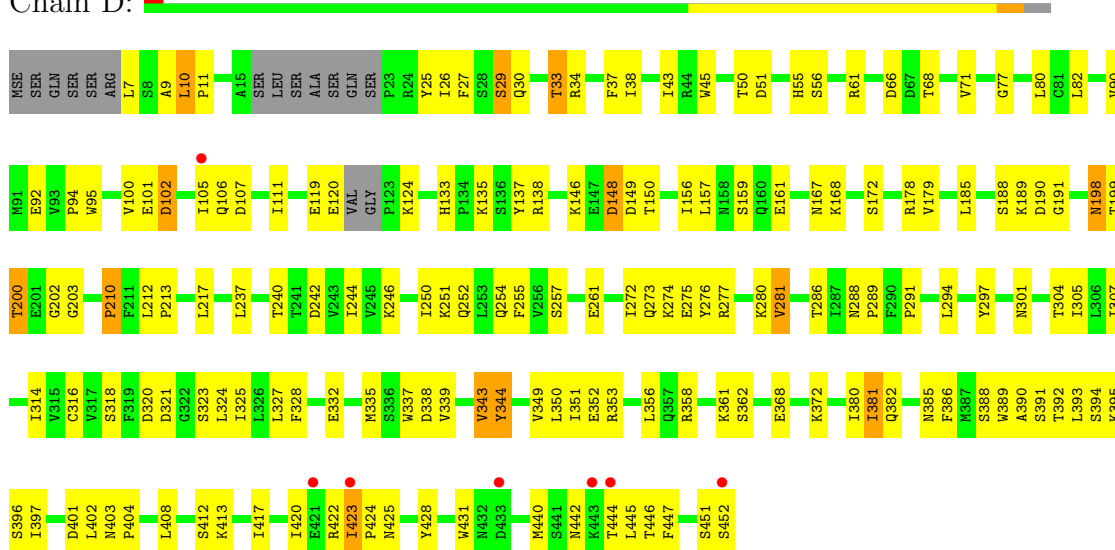 Chain D:
MSE SER GLN SER SER ARG L7 S8 A9 L10 P11 A15 SER LEU SER ALA SER GLN SER P23 R24 Y25 I26 F27 S28 S29 Q30 T33 R34 F37 I38 I43 R44 W45 T50 D51 H55 S56 R61 D66 D67 T68 V71 G77 L80 C81 L82 V90
M91 E92 V93 P94 W95 V100 E101 D102 I105 Q106 D107 I111 E119 E120 VAL GLY P123 K124 H133 P134 K135 S136 Y137 R138 K146 E147 D148 D149 T150 I156 L157 N158 S159 Q160 E161 N167 K168 S172 R178 V179 L185 S188 K189 D190 G191 N198 T199
T200 E201 G202 G203 P210 F211 L212 P213 L217 L237 T240 T241 D242 V243 I244 V245 K246 I250 K251 Q252 L253 Q254 F255 V256 S257 E261 I272 Q273 K274 E275 Y276 R277 K280 V281 T286 I287 N288 P289 F290 P291 L294 Y297 N301 T304 I305 L306 I307
I314 V315 C316 V317 S318 F319 D320 D321 G322 S323 L324 I325 L326 L327 F328 E332 M335 S336 W337 D338 V339 V343 Y344 V349 L350 I351 E352 R353 L356 Q357 R358 K361 S362 E368 K372 I380 I381 Q382 N385 F386 M387 S388 W389 A390 S391 T392 L393 S394 K395
S396 I397 D401 L402 N403 P404 L408 S412 K413 I417 I420 E421 R422 I423 P424 N425 Y428 W431 N432 D433 M440 S441 N442 K443 T444 L445 T446 F447 S451 S452